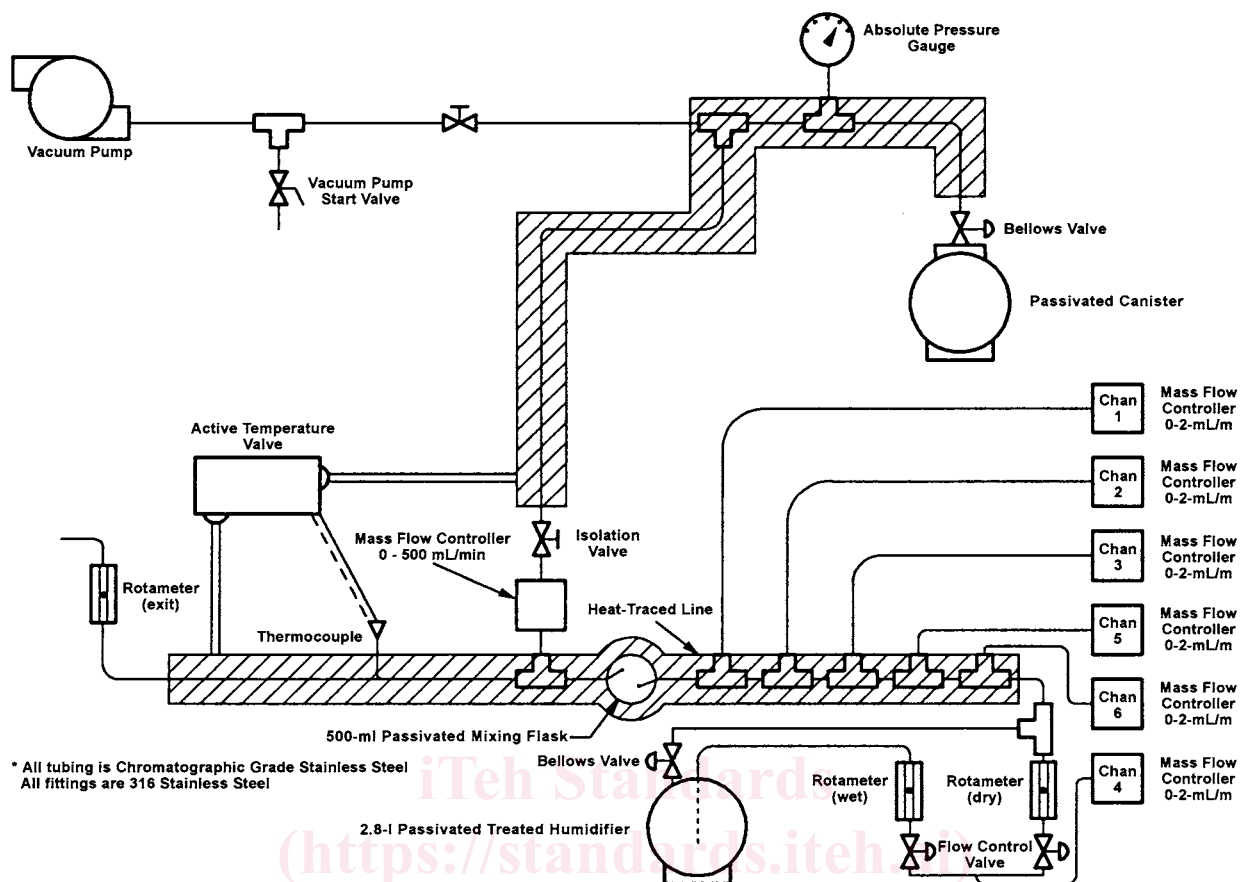 Absolute Pressure
Gauge
Vacuum Pump
Vacuum Pump
Start Valve
Bellows Valve
Passivated Canister
Chan
1
Mass Flow
Controller
0-2-mL/m
Active Temperature
Valve
Chan
2
Mass Flow
Controller
0-2-mL/m
Mass Flow Controller
0 - 500 mL/min
Isolation
Valve
Chan
3
Mass Flow
Controller
0-2-mL/m
Rotameter
(exit)
Heat-Traced Line
Thermocouple
Chan
5
Mass Flow
Controller
0-2-mL/m
Chan
6
Mass Flow
Controller
0-2-mL/m
500-ml Passivated Mixing Flask
Bellows Valve
* All tubing is Chromatographic Grade Stainless Steel
All fittings are 316 Stainless Steel
Rotameter
(wet)
Rotameter
(dry)
Chan
4
Mass Flow
Controller
0-2-mL/m
2.8-l Passivated Treated Humidifier
Flow Control
Valve
iTeh Standards
(https://standards.iteh.ai)